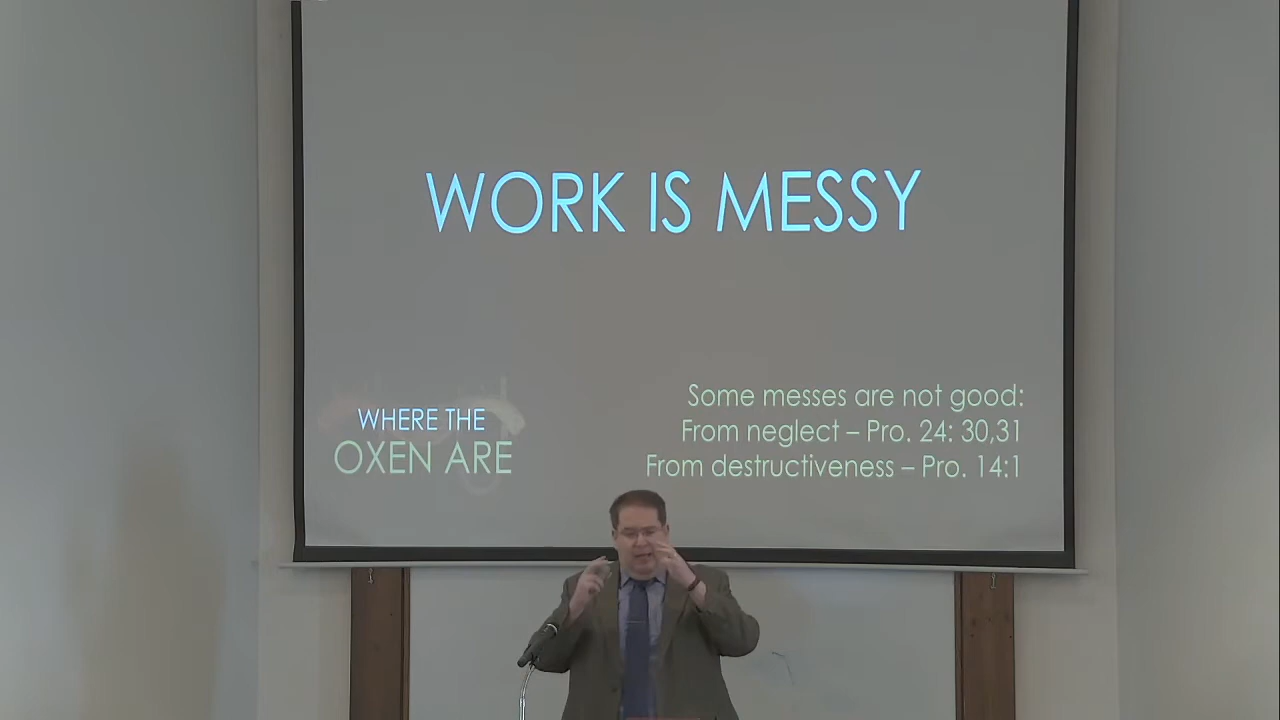 WORK IS MESSY
WHERE THE
OXEN ARE
Some messes are not good:
From neglect – Pro. 24: 30,31
From destructiveness – Pro. 14:1